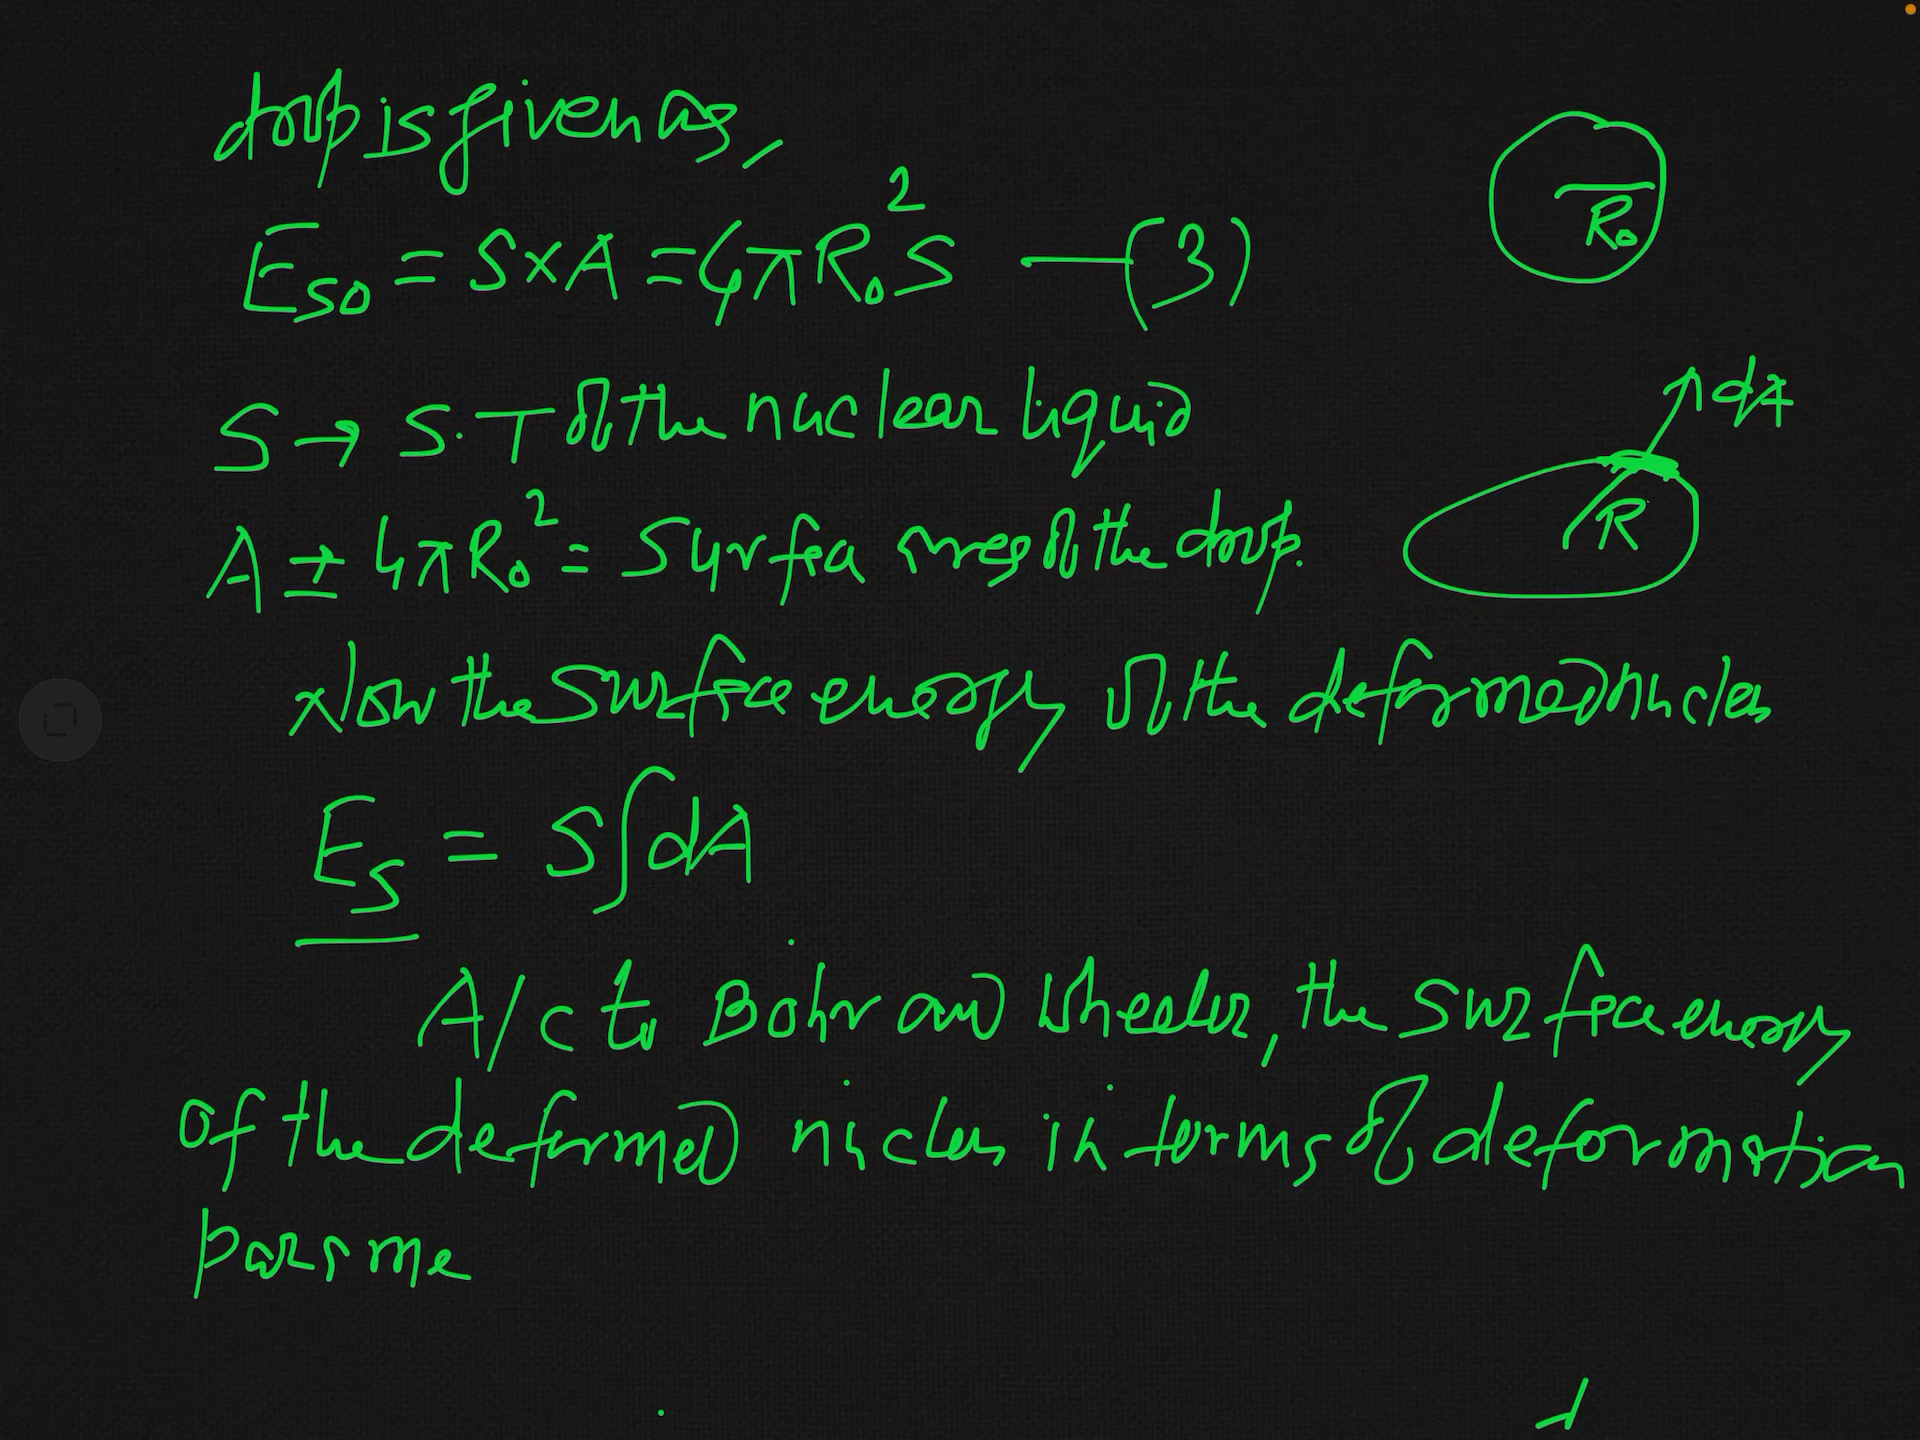 drop is given as,
E_so = S×A = 4πR₀²S —(3)
R₀
S → S.T of the nuclear liquid
dA
A = 4πR₀² = Surface area of the drop.
R
Now the surface energy of the deformed nucleus
E_s = S∫dA
A/c to Bohr and Wheeler, the surface energy
of the deformed nucleus in terms of deformation
parame